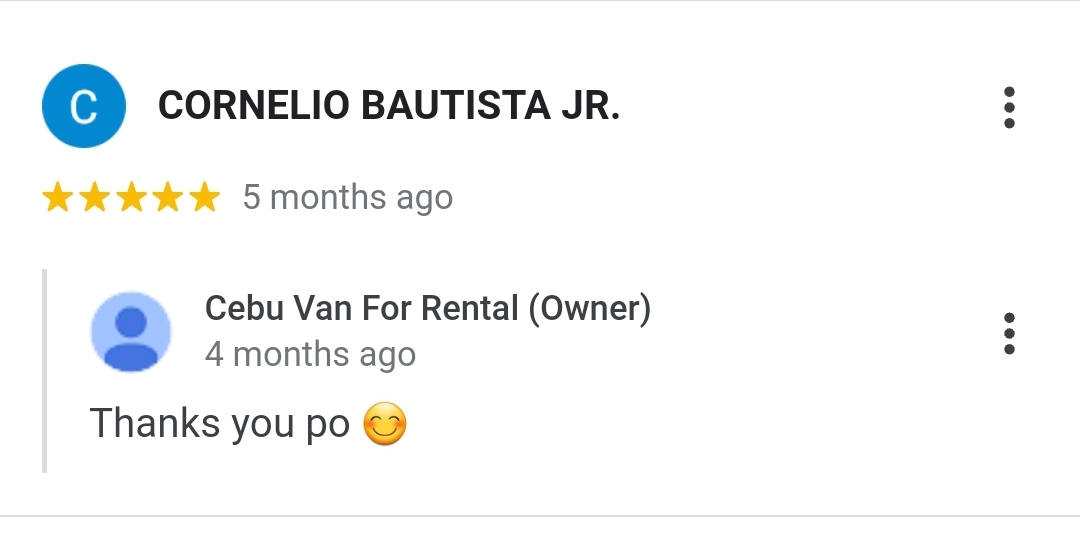 C
CORNELIO BAUTISTA JR.
5 months ago
Cebu Van For Rental (Owner)
4 months ago
Thanks you po 😊